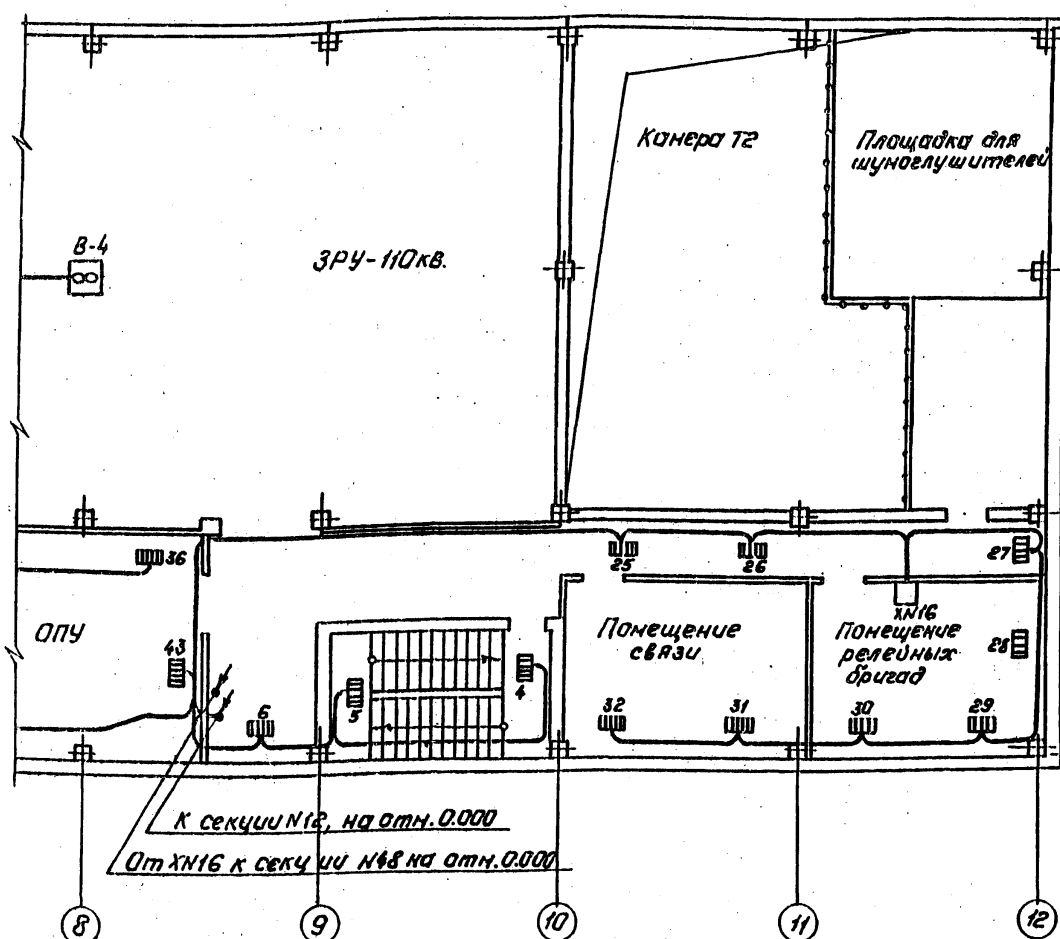 Камера Т2
Площадка для
шумоглушителей
В-4
ЗРУ-110кв.
36
25
26
27
ХN16
ОПУ
43
Помещение
связи
Помещение
релейных
бригад
28
6
5
4
32
31
30
29
К секции N12, на отм. 0.000
От ХN16 к секции N48 на отм. 0.000
8
9
10
11
12